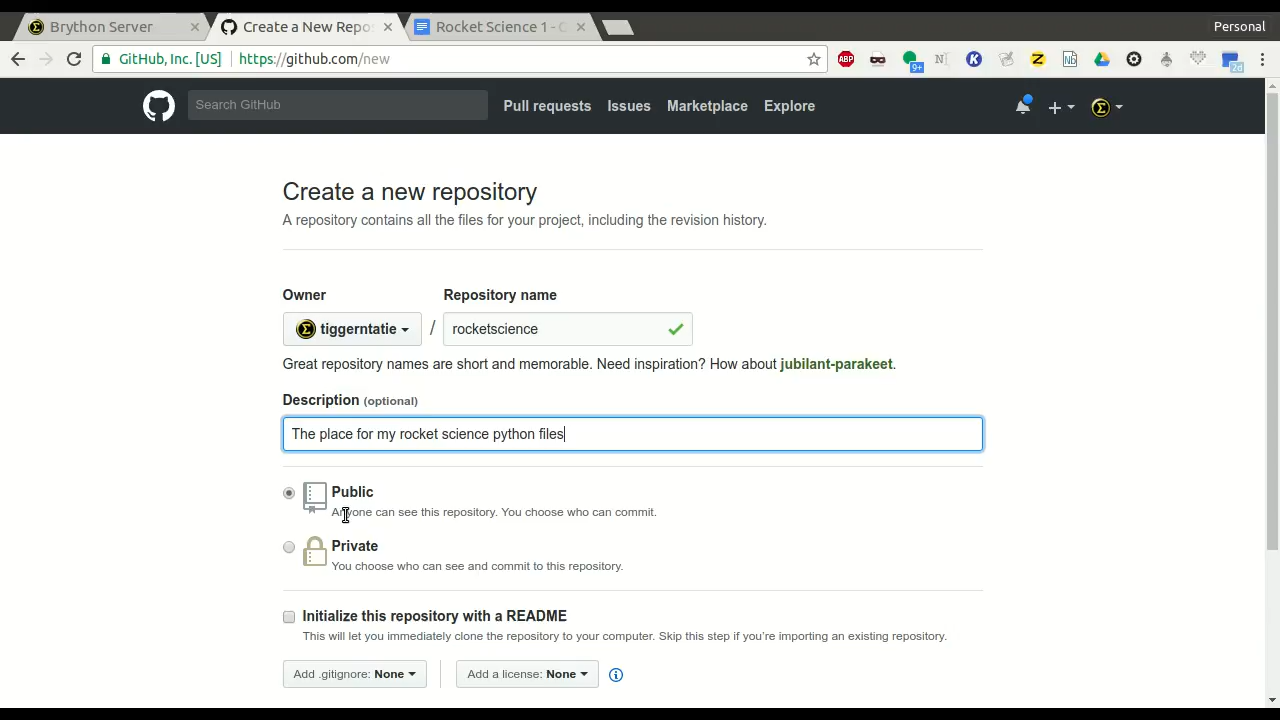 Brython Server
Create a New Repo
Rocket Science 1 -
Personal
GitHub, Inc. [US]
https://github.com/new
ABP
9+
N
K
Z
Nb
2d
Search GitHub
Pull requests
Issues
Marketplace
Explore
Σ
Create a new repository
A repository contains all the files for your project, including the revision history.
Owner
Repository name
Σ tiggerntatie / rocketscience
Great repository names are short and memorable. Need inspiration? How about jubilant-parakeet.
Description (optional)
The place for my rocket science python files
Public
Anyone can see this repository. You choose who can commit.
Private
You choose who can see and commit to this repository.
Initialize this repository with a README
This will let you immediately clone the repository to your computer. Skip this step if you're importing an existing repository.
Add .gitignore: None
Add a license: None